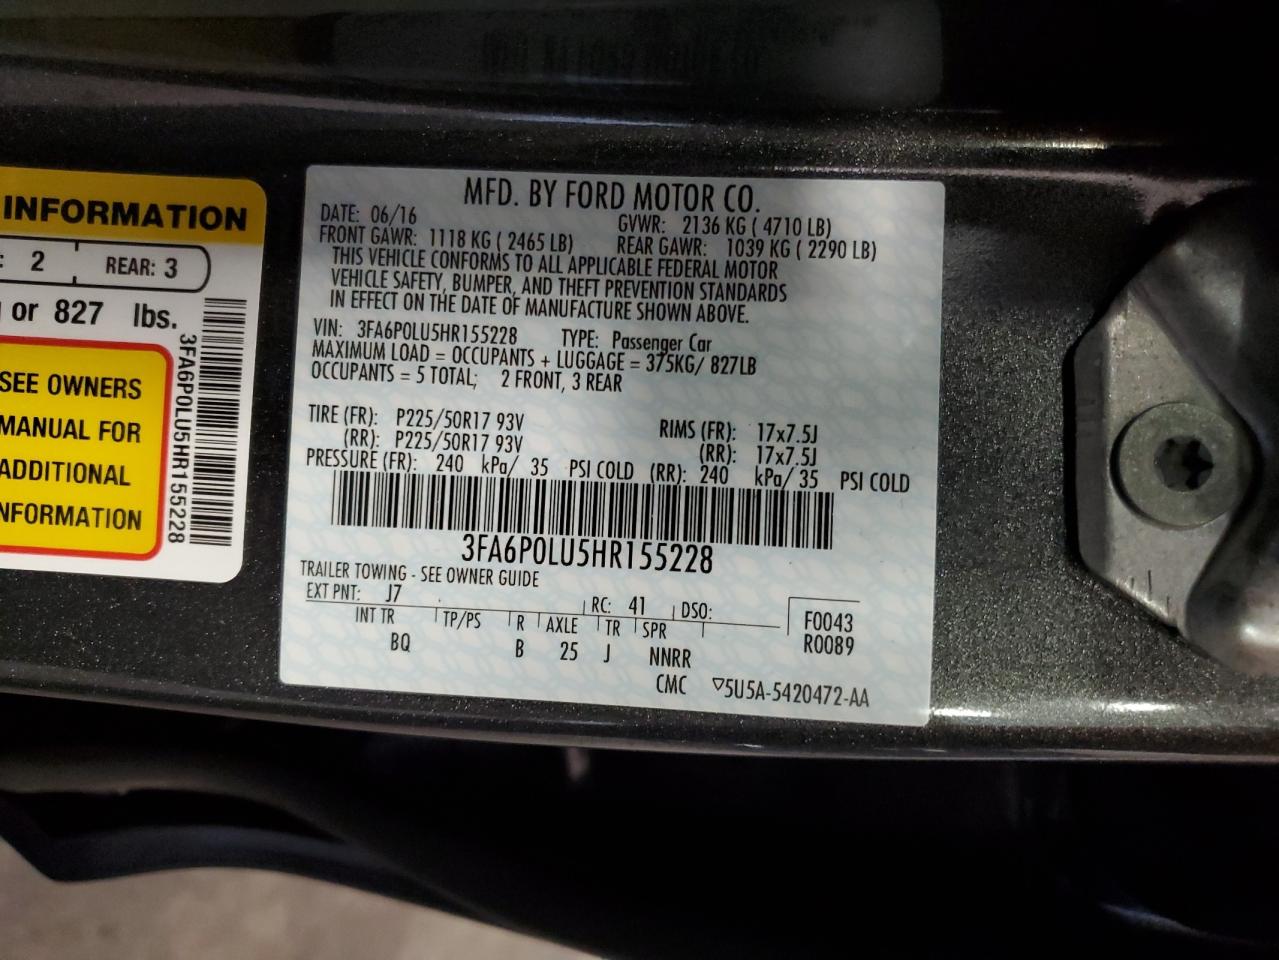 INFORMATION
: 2 REAR: 3
or 827 lbs.
SEE OWNERS
MANUAL FOR
ADDITIONAL
INFORMATION
3FA6P0LU5HR155228
MFD. BY FORD MOTOR CO.
DATE: 06/16 GVWR: 2136 KG ( 4710 LB)
FRONT GAWR: 1118 KG ( 2465 LB) REAR GAWR: 1039 KG ( 2290 LB)
THIS VEHICLE CONFORMS TO ALL APPLICABLE FEDERAL MOTOR
VEHICLE SAFETY, BUMPER, AND THEFT PREVENTION STANDARDS
IN EFFECT ON THE DATE OF MANUFACTURE SHOWN ABOVE.
VIN: 3FA6P0LU5HR155228 TYPE: Passenger Car
MAXIMUM LOAD = OCCUPANTS + LUGGAGE = 375KG/ 827LB
OCCUPANTS = 5 TOTAL; 2 FRONT, 3 REAR
TIRE (FR): P225/50R17 93V RIMS (FR): 17x7.5J
(RR): P225/50R17 93V (RR): 17x7.5J
PRESSURE (FR): 240 kPa/ 35 PSI COLD (RR): 240 kPa/ 35 PSI COLD
3FA6P0LU5HR155228
TRAILER TOWING - SEE OWNER GUIDE
EXT PNT: J7 RC: 41 DSO: F0043
INT TR TP/PS R AXLE TR SPR R0089
BQ B 25 J NNRR
CMC ▽5U5A-5420472-AA